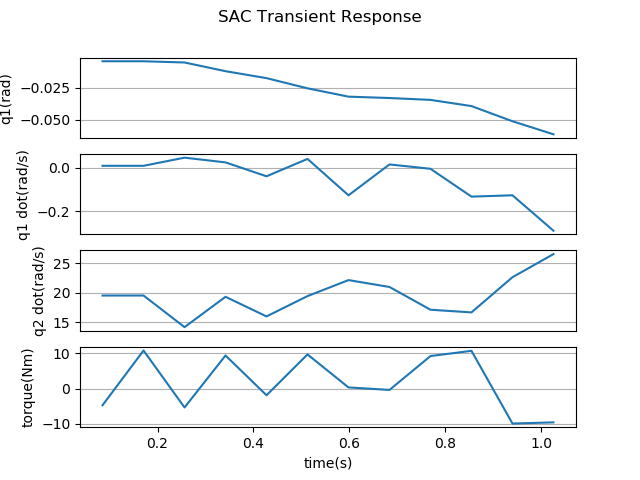 SAC Transient Response
q1(rad)
−0.025
−0.050
q1 dot(rad/s)
0.0
−0.2
q2 dot(rad/s)
25
20
15
torque(Nm)
10
0
−10
0.2 0.4 0.6 0.8 1.0
time(s)